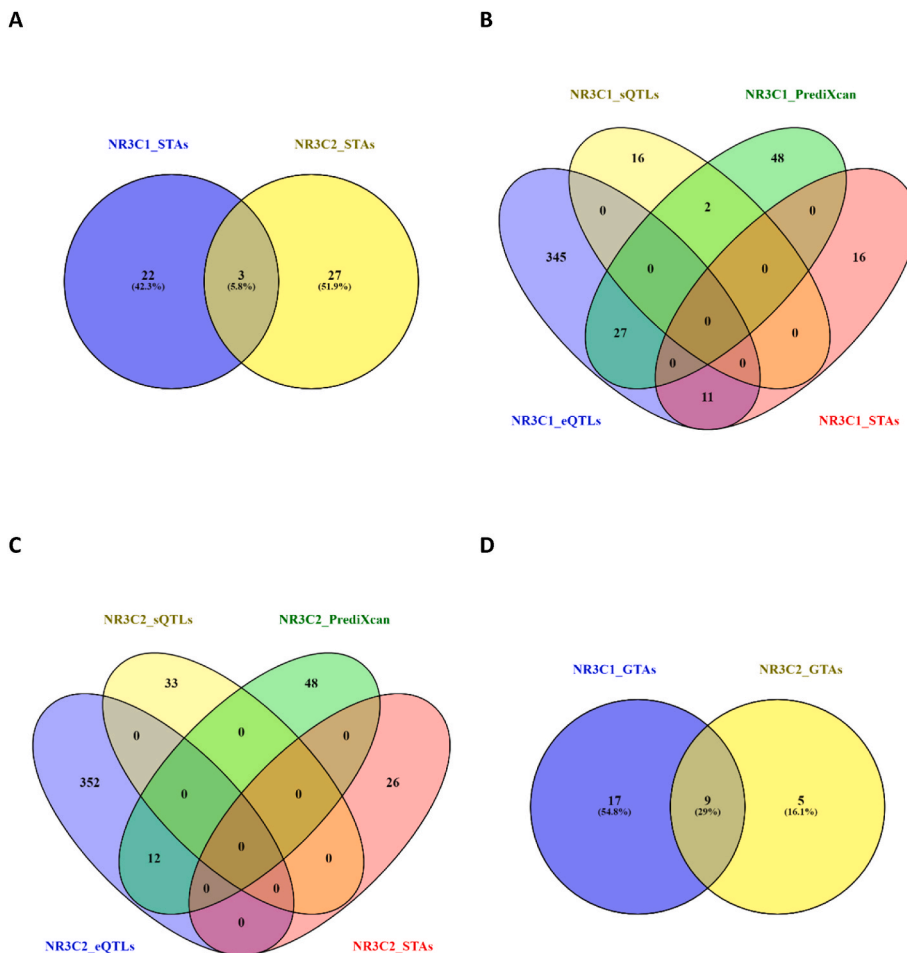 A
B
NR3C1_STAs
NR3C2_STAs
22
(42.3%)
3
(5.8%)
27
(51.9%)
NR3C1_sQTLs
NR3C1_PrediXcan
16
48
0
2
0
345
0
0
16
27
0
0
0
0
11
NR3C1_eQTLs
NR3C1_STAs
C
D
NR3C2_sQTLs
NR3C2_PrediXcan
33
48
0
0
0
352
0
0
26
12
0
0
0
0
0
NR3C2_eQTLs
NR3C2_STAs
NR3C1_GTAs
NR3C2_GTAs
17
(54.8%)
9
(29%)
5
(16.1%)